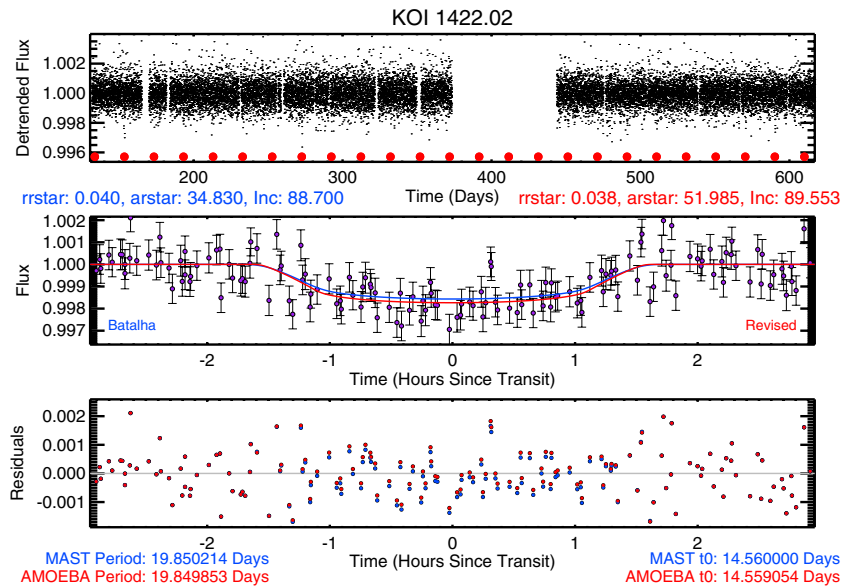 KOI 1422.02
Detrended Flux
1.002
1.000
0.998
0.996
200
300
400
500
600
Time (Days)
rrstar: 0.040, arstar: 34.830, Inc: 88.700
rrstar: 0.038, arstar: 51.985, Inc: 89.553
Flux
1.002
1.001
1.000
0.999
0.998
0.997
Batalha
Revised
-2
-1
0
1
2
Time (Hours Since Transit)
Residuals
0.002
0.001
0.000
-0.001
-2
-1
0
1
2
Time (Hours Since Transit)
MAST Period: 19.850214 Days
AMOEBA Period: 19.849853 Days
MAST t0: 14.560000 Days
AMOEBA t0: 14.559054 Days